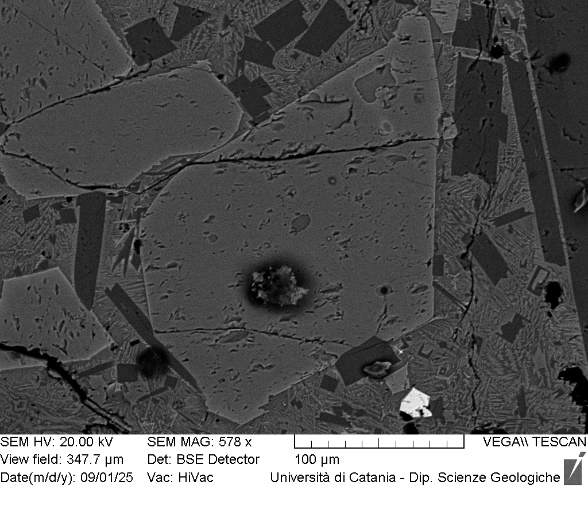 SEM HV: 20.00 kV SEM MAG: 578 x VEGA\\ TESCAN
View field: 347.7 µm Det: BSE Detector 100 µm
Date(m/d/y): 09/01/25 Vac: HiVac Università di Catania - Dip. Scienze Geologiche